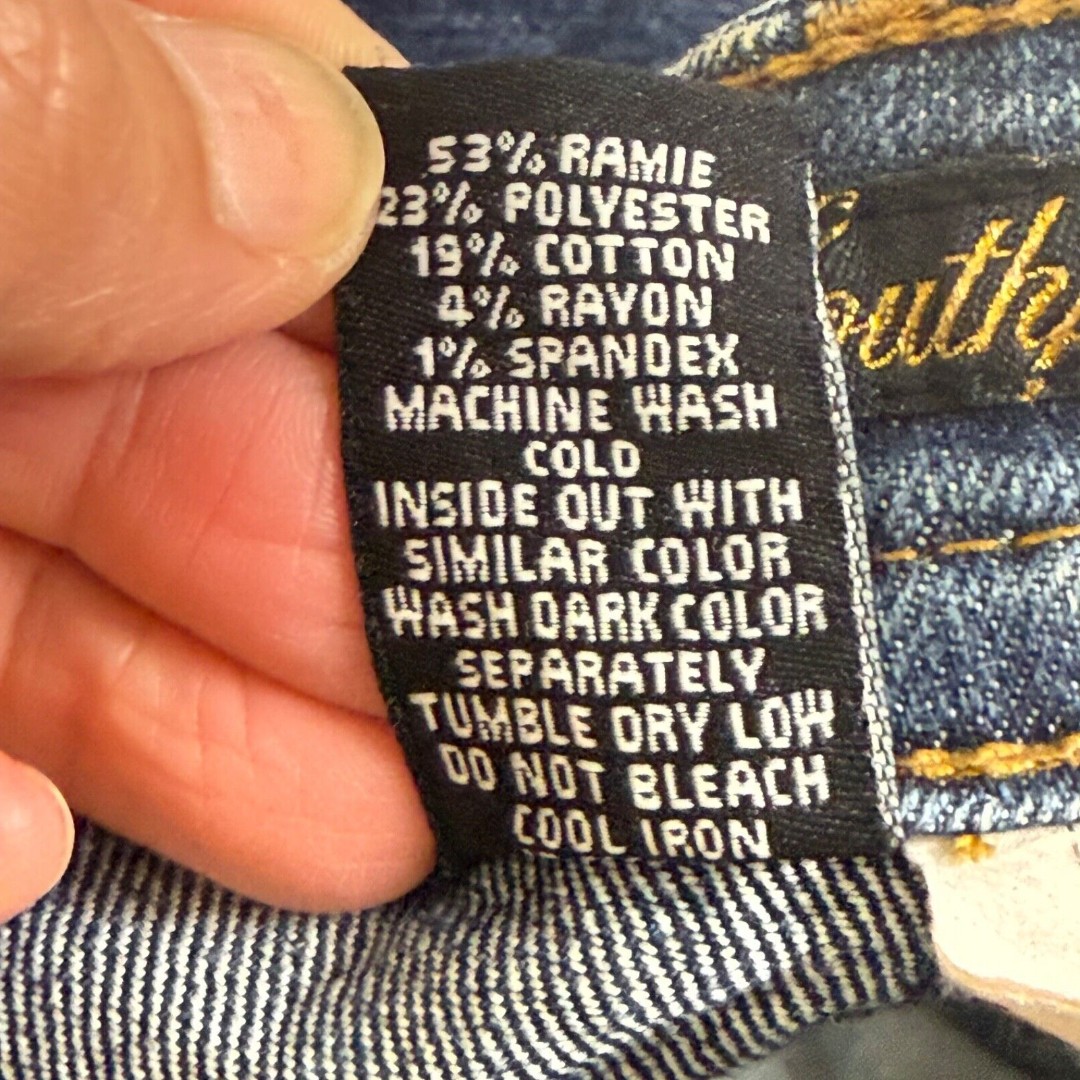 53% RAMIE
23% POLYESTER
19% COTTON
4% RAYON
1% SPANDEX
MACHINE WASH
COLD
INSIDE OUT WITH
SIMILAR COLOR
WASH DARK COLOR
SEPARATELY
TUMBLE DRY LOW
DO NOT BLEACH
COOL IRON